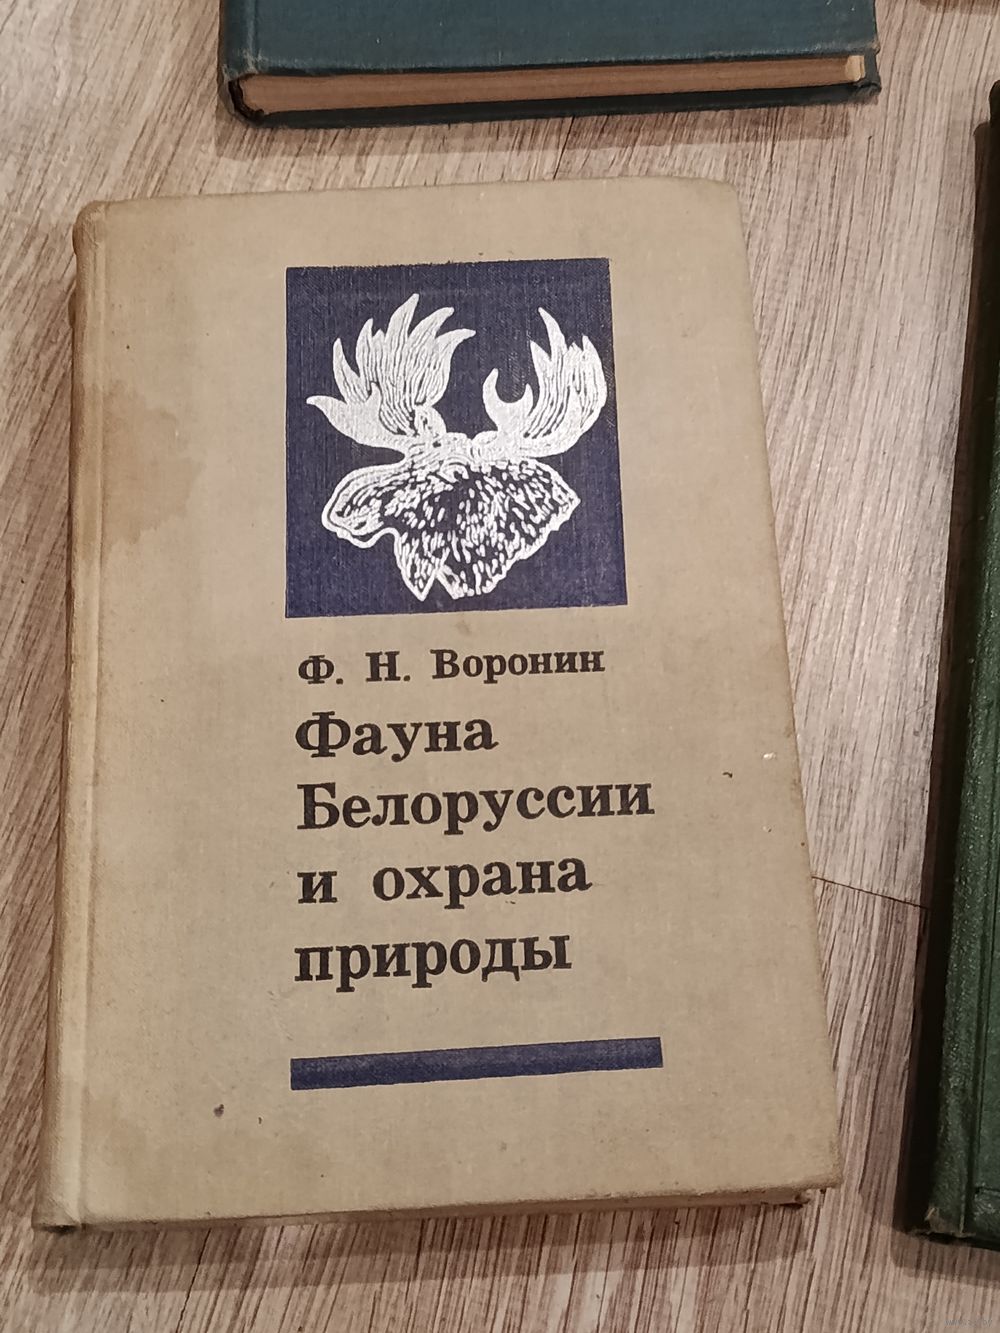 Ф. Н. Воронин
Фауна
Белоруссии
и охрана
природы